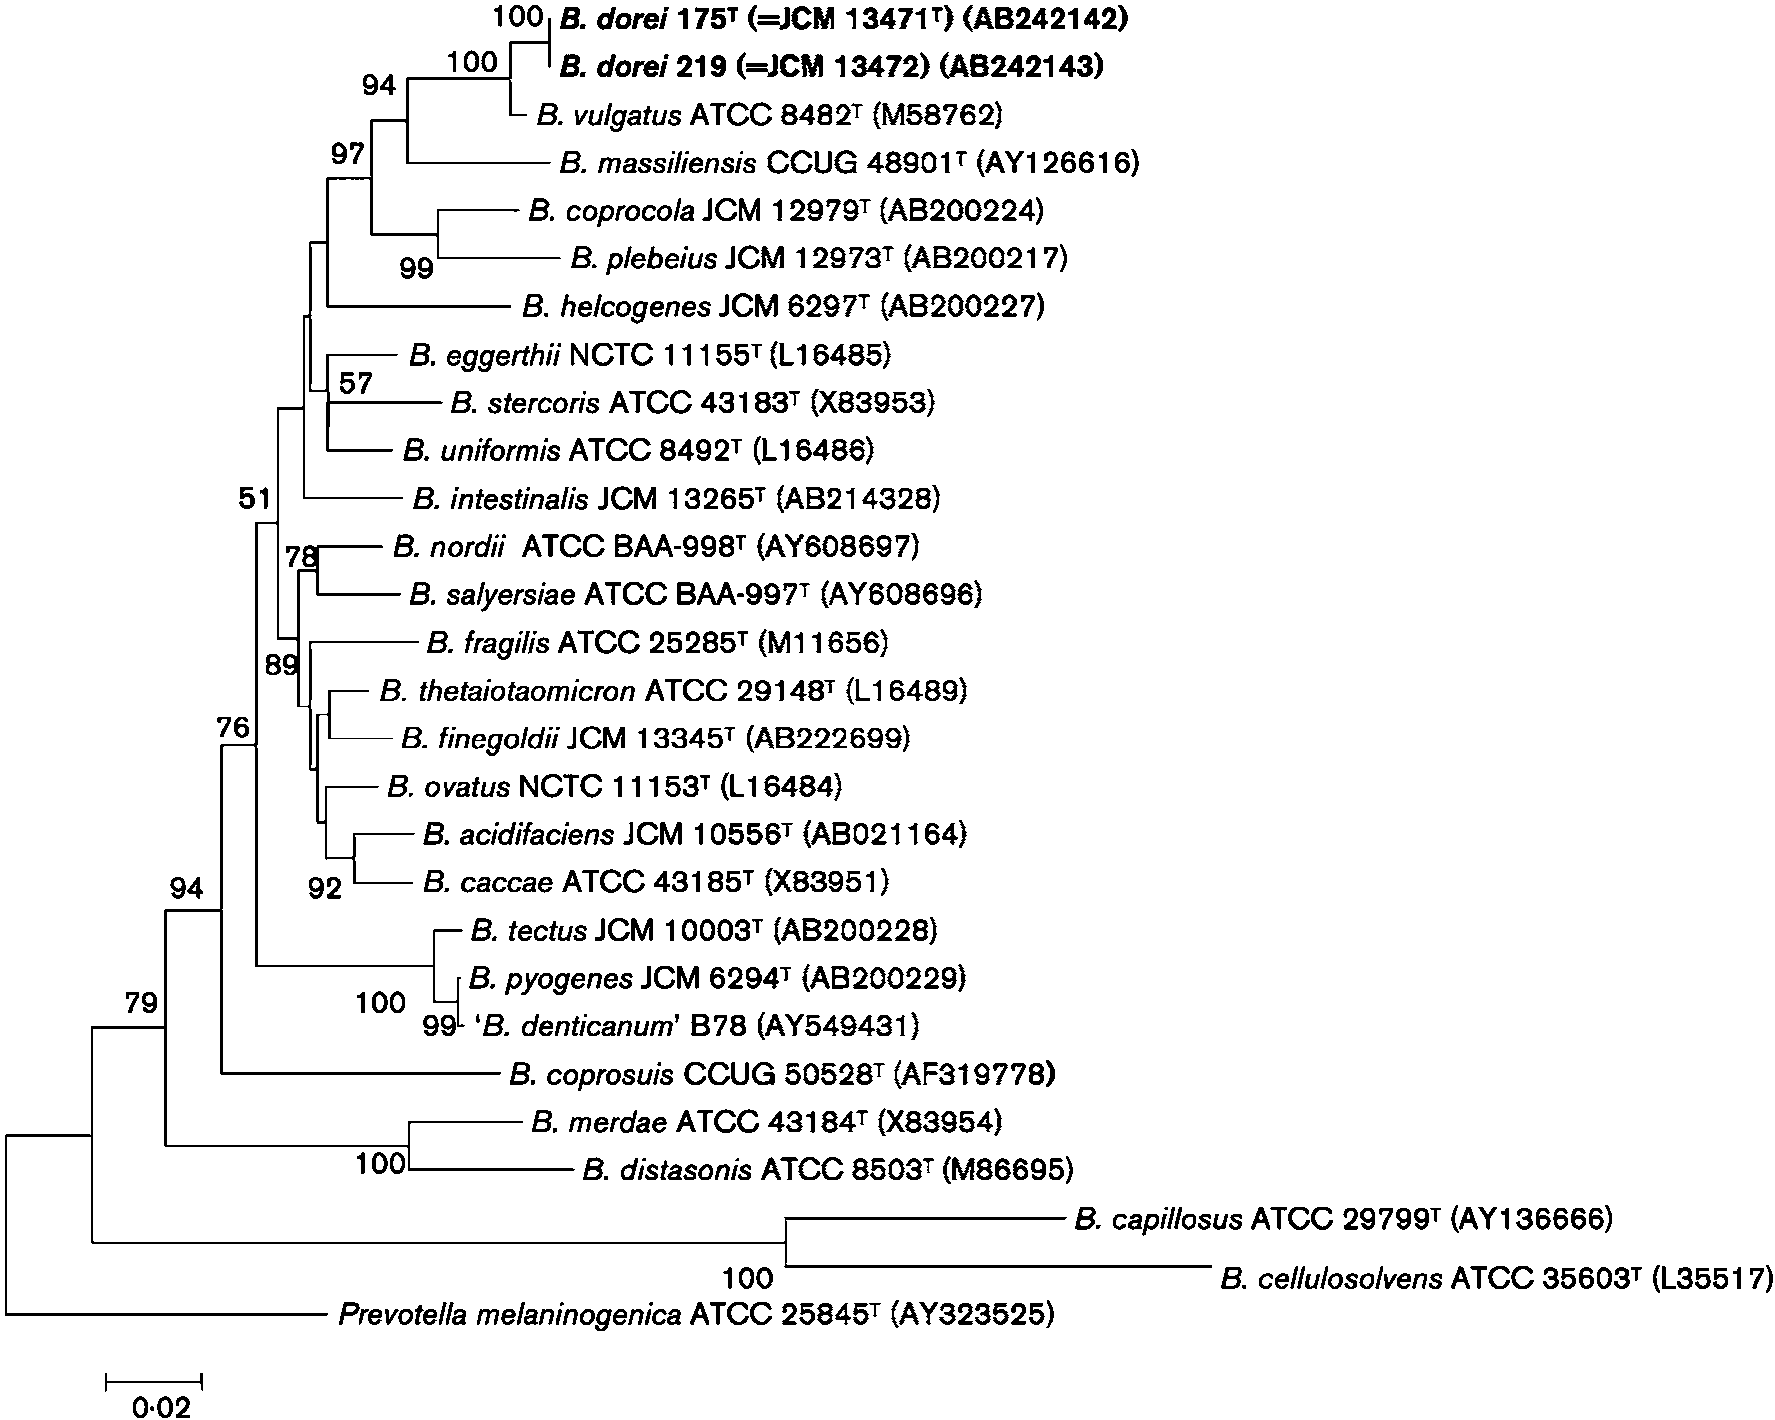 100 B. dorei 175ᵀ (=JCM 13471ᵀ) (AB242142)
100 B. dorei 219 (=JCM 13472) (AB242143)
94
B. vulgatus ATCC 8482ᵀ (M58762)
97 B. massiliensis CCUG 48901ᵀ (AY126616)
B. coprocola JCM 12979ᵀ (AB200224)
B. plebeius JCM 12973ᵀ (AB200217)
99
B. helcogenes JCM 6297ᵀ (AB200227)
B. eggerthii NCTC 11155ᵀ (L16485)
57
B. stercoris ATCC 43183ᵀ (X83953)
B. uniformis ATCC 8492ᵀ (L16486)
51 B. intestinalis JCM 13265ᵀ (AB214328)
78 B. nordii ATCC BAA-998ᵀ (AY608697)
B. salyersiae ATCC BAA-997ᵀ (AY608696)
B. fragilis ATCC 25285ᵀ (M11656)
89
B. thetaiotaomicron ATCC 29148ᵀ (L16489)
76 B. finegoldii JCM 13345ᵀ (AB222699)
B. ovatus NCTC 11153ᵀ (L16484)
B. acidifaciens JCM 10556ᵀ (AB021164)
94 92 B. caccae ATCC 43185ᵀ (X83951)
B. tectus JCM 10003ᵀ (AB200228)
B. pyogenes JCM 6294ᵀ (AB200229)
79 100
99 ‘B. denticanum’ B78 (AY549431)
B. coprosuis CCUG 50528ᵀ (AF319778)
B. merdae ATCC 43184ᵀ (X83954)
100 B. distasonis ATCC 8503ᵀ (M86695)
B. capillosus ATCC 29799ᵀ (AY136666)
100 B. cellulosolvens ATCC 35603ᵀ (L35517)
Prevotella melaninogenica ATCC 25845ᵀ (AY323525)
0·02